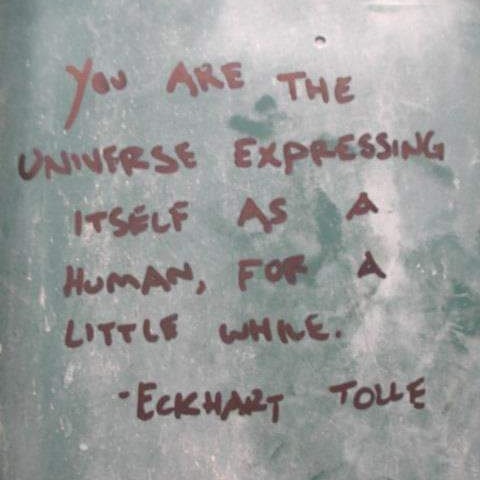 YOU ARE THE
UNIVERSE EXPRESSING
ITSELF AS A
HUMAN, FOR A
LITTLE WHILE.
-ECKHART TOLLE